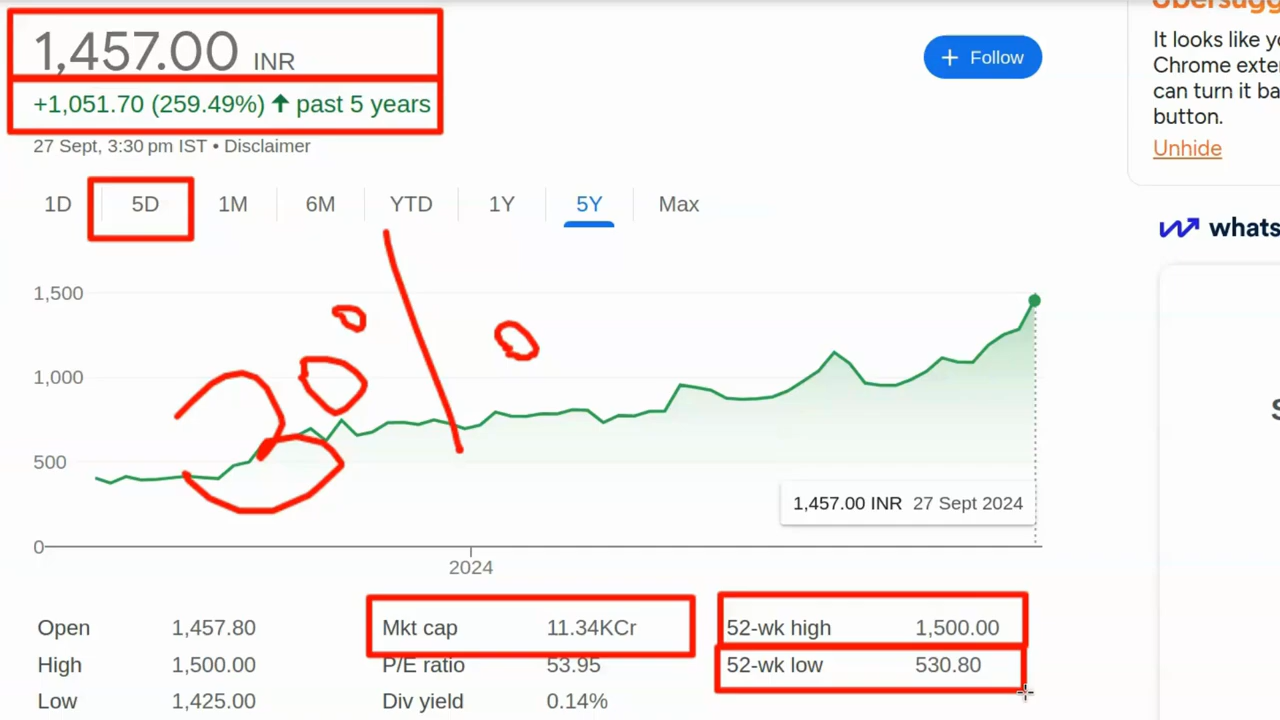 1,457.00 INR
+1,051.70 (259.49%) ↑ past 5 years
27 Sept, 3:30 pm IST • Disclaimer
+ Follow
1D 5D 1M 6M YTD 1Y 5Y Max
1,500
1,000
500
0
30%
1,457.00 INR 27 Sept 2024
2024
Open 1,457.80 Mkt cap 11.34KCr 52-wk high 1,500.00
High 1,500.00 P/E ratio 53.95 52-wk low 530.80
Low 1,425.00 Div yield 0.14%
It looks like
Chrome
can turn it
button.
Unhide
whats